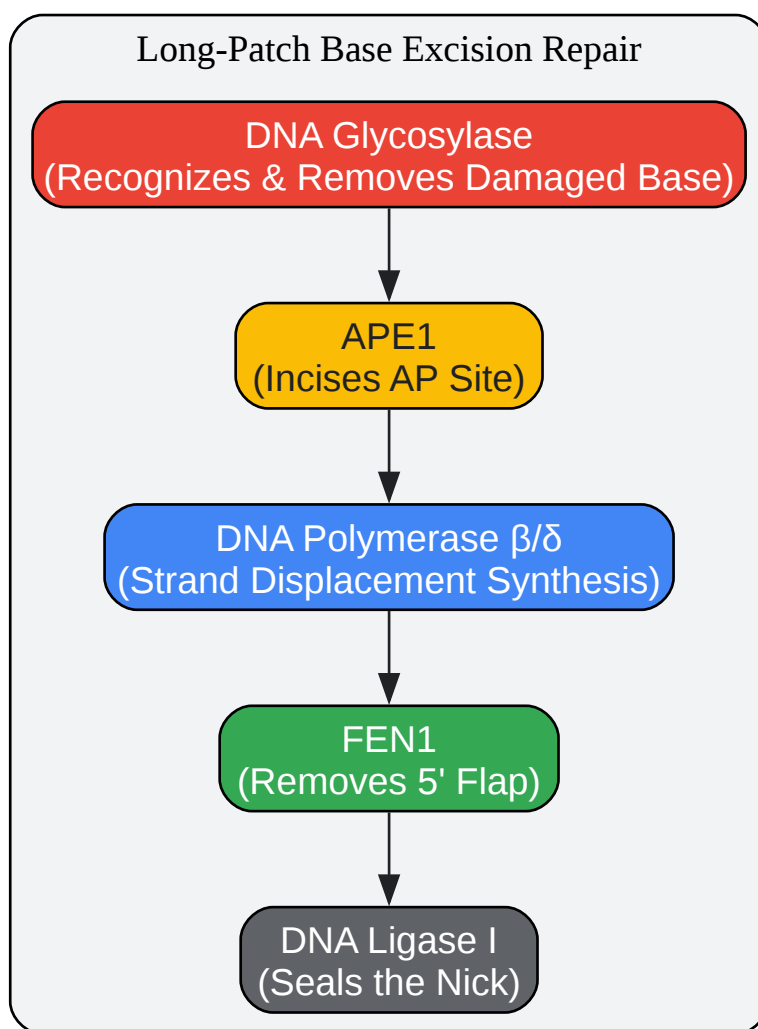 Long-Patch Base Excision Repair
DNA Glycosylase
(Recognizes & Removes Damaged Base)
APE1
(Incises AP Site)
DNA Polymerase β/δ
(Strand Displacement Synthesis)
FEN1
(Removes 5' Flap)
DNA Ligase I
(Seals the Nick)